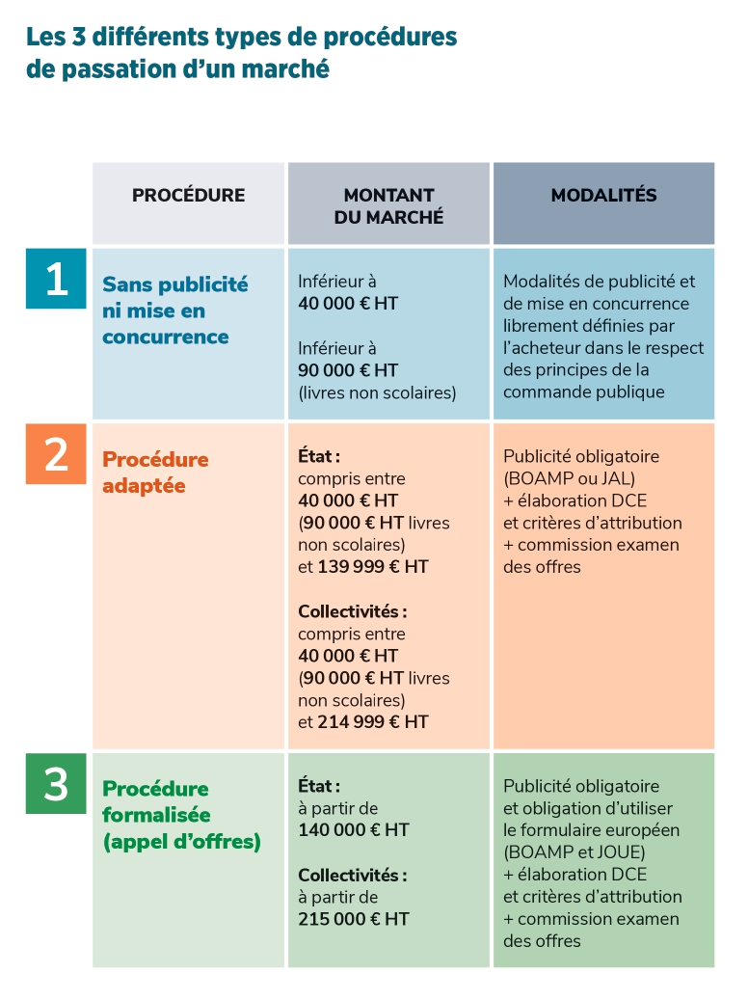 Les 3 différents types de procédures
de passation d’un marché
PROCÉDURE
MONTANT
DU MARCHÉ
MODALITÉS
1
Sans publicité
ni mise en
concurrence
Inférieur à
40 000 € HT
Inférieur à
90 000 € HT
(livres non scolaires)
Modalités de publicité et
de mise en concurrence
librement définies par
l’acheteur dans le respect
des principes de la
commande publique
2
Procédure
adaptée
État :
compris entre
40 000 € HT
(90 000 € HT livres
non scolaires)
et 139 999 € HT
Collectivités :
compris entre
40 000 € HT
(90 000 € HT livres
non scolaires)
et 214 999 € HT
Publicité obligatoire
(BOAMP ou JAL)
+ élaboration DCE
et critères d’attribution
+ commission examen
des offres
3
Procédure
formalisée
(appel d’offres)
État :
à partir de
140 000 € HT
Collectivités :
à partir de
215 000 € HT
Publicité obligatoire
et obligation d’utiliser
le formulaire européen
(BOAMP et JOUE)
+ élaboration DCE
et critères d’attribution
+ commission examen
des offres